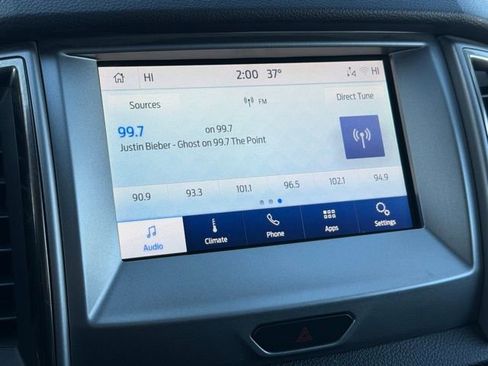 HI 2:00 37° HI
Sources FM Direct Tune
99.7 on 99.7
Justin Bieber - Ghost on 99.7 The Point
90.9 93.3 101.1 96.5 102.1 94.9
Audio Climate Phone Apps Settings